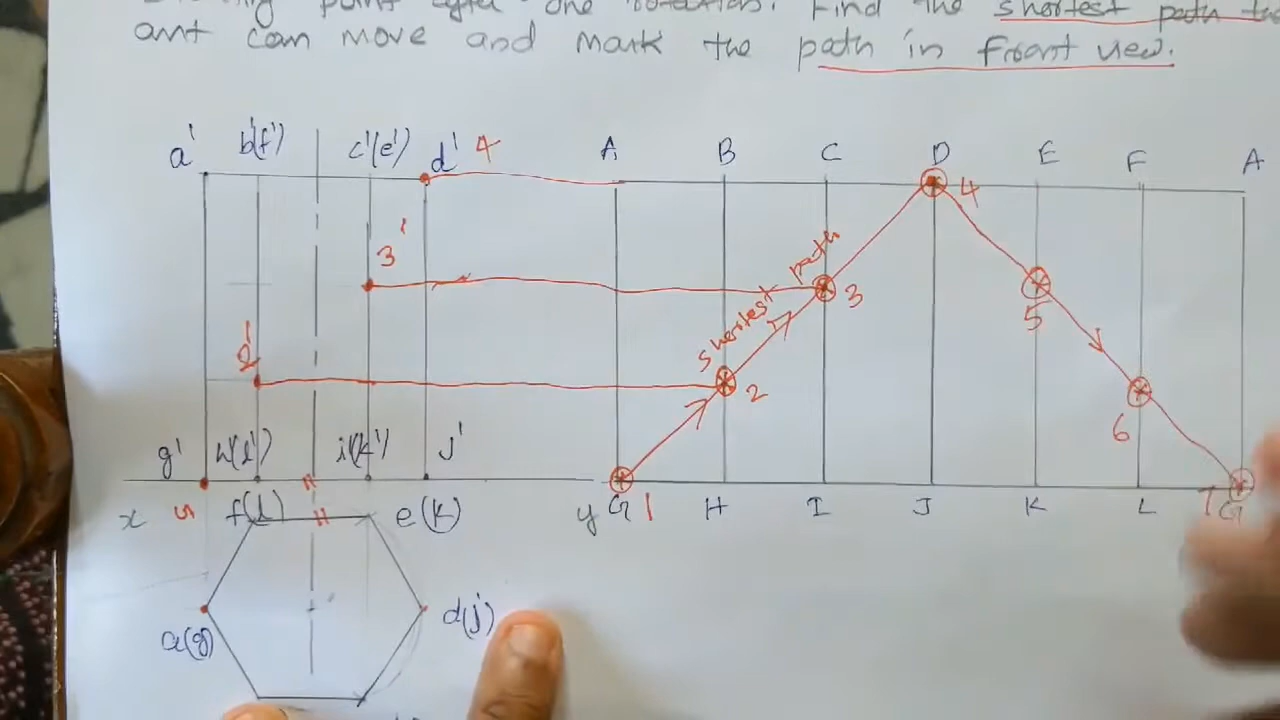 point after one rotation. Find the shortest path the
ant can move and mark the path in front view.
a' b'(f') c'(e') d' 4 A B C D E F A
4
3' 3 5
shortest path
2' 2 6
g' h'(l') i'(k') j'
x f(l) e(k) y G 1 H I J K L 7 G
a(g) d(j)